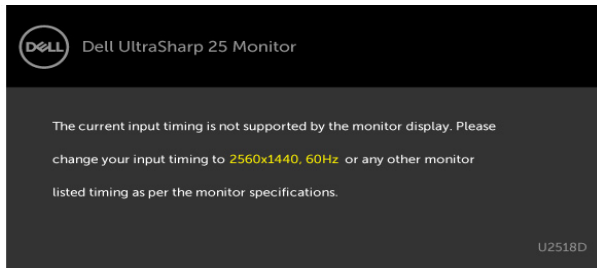 DELL
Dell UltraSharp 25 Monitor
The current input timing is not supported by the monitor display. Please
change your input timing to 2560x1440, 60Hz or any other monitor
listed timing as per the monitor specifications.
U2518D